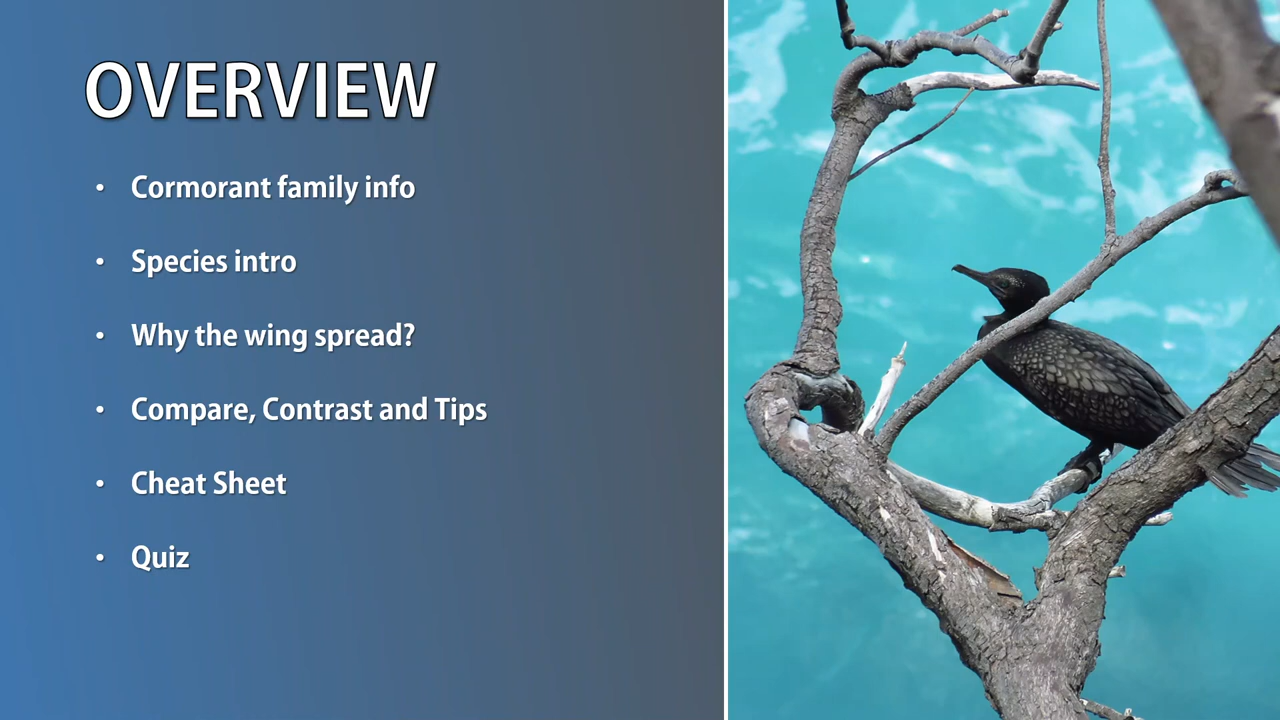 OVERVIEW
• Cormorant family info
• Species intro
• Why the wing spread?
• Compare, Contrast and Tips
• Cheat Sheet
• Quiz